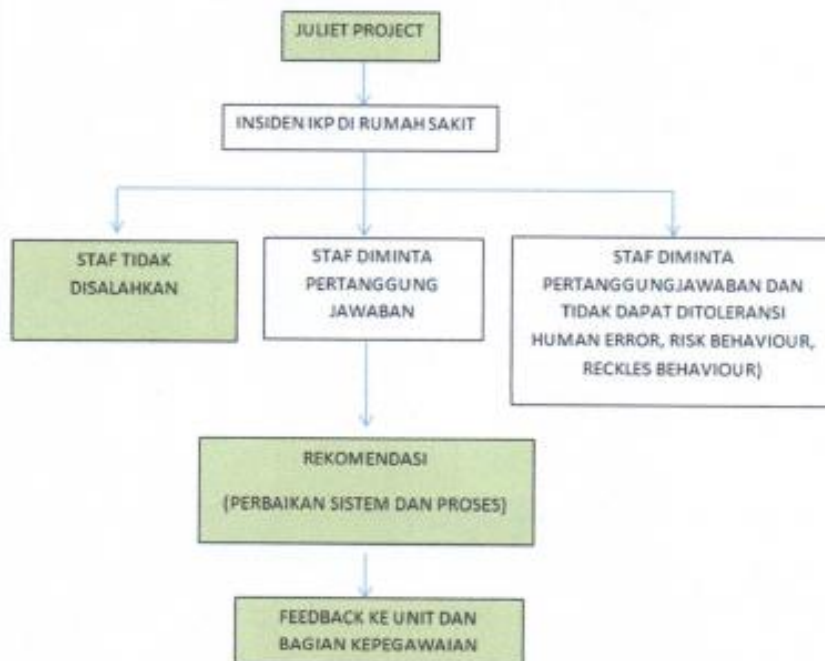 JULIET PROJECT
INSIDEN IKP DI RUMAH SAKIT
STAF TIDAK
DISALAHKAN
STAF DIMINTA
PERTANGGUNG
JAWABAN
STAF DIMINTA
PERTANGGUNGJAWABAN DAN
TIDAK DAPAT DITOLERANSI
HUMAN ERROR, RISK BEHAVIOUR,
RECKLES BEHAVIOUR)
REKOMENDASI
(PERBAIKAN SISTEM DAN PROSES)
FEEDBACK KE UNIT DAN
BAGIAN KEPEGAWAIAN